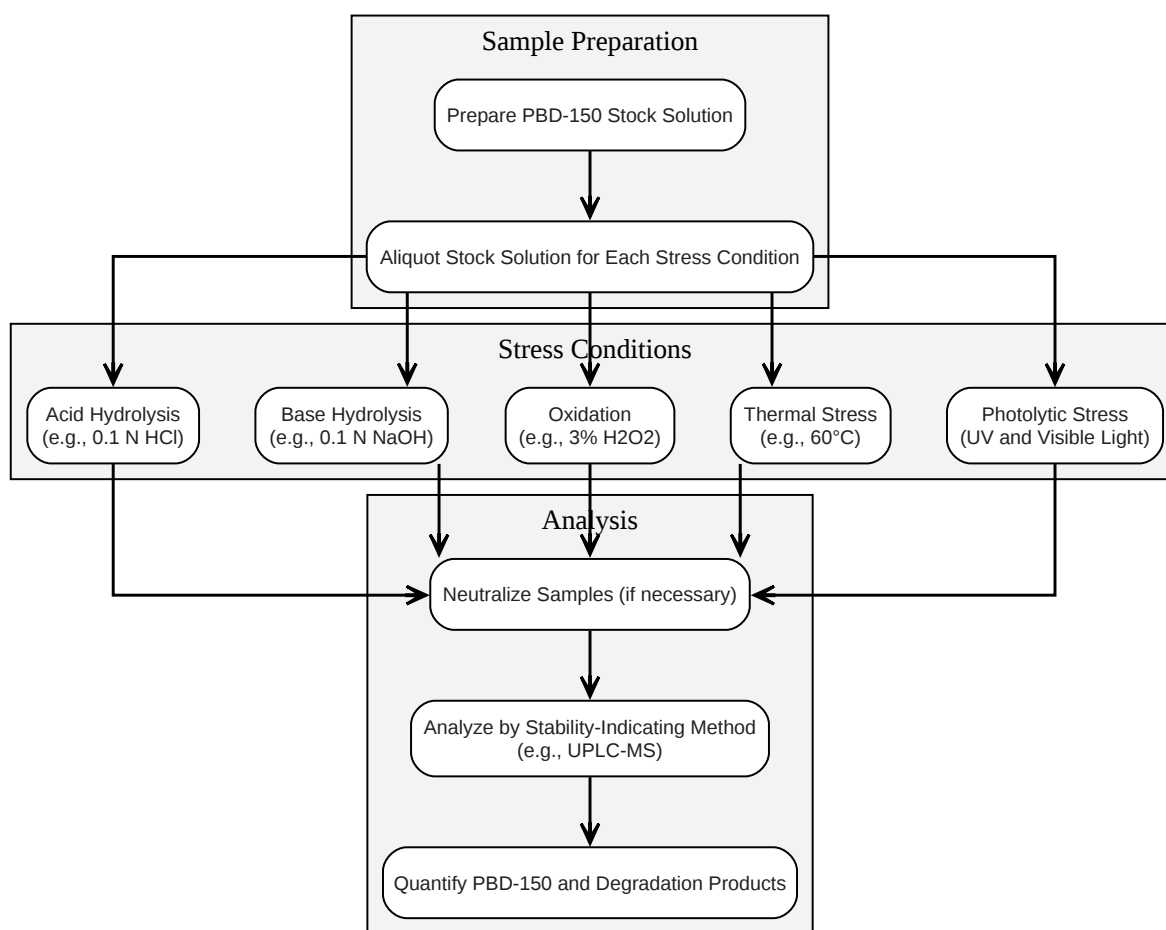 Sample Preparation
Prepare PBD-150 Stock Solution
Aliquot Stock Solution for Each Stress Condition
Stress Conditions
Acid Hydrolysis
(e.g., 0.1 N HCl)
Base Hydrolysis
(e.g., 0.1 N NaOH)
Oxidation
(e.g., 3% H2O2)
Thermal Stress
(e.g., 60°C)
Photolytic Stress
(UV and Visible Light)
Analysis
Neutralize Samples (if necessary)
Analyze by Stability-Indicating Method
(e.g., UPLC-MS)
Quantify PBD-150 and Degradation Products